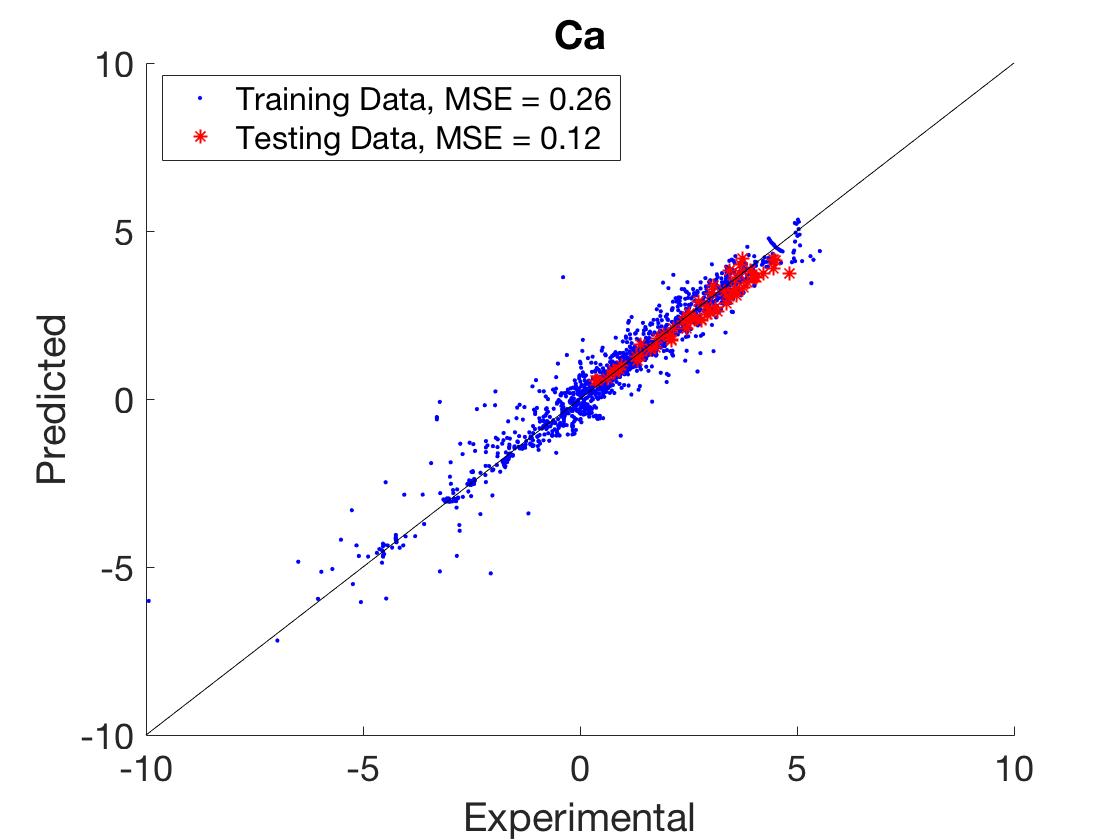 Ca
10
Training Data, MSE = 0.26
Testing Data, MSE = 0.12
5
0
-5
-10
Predicted
-10
-5
0
5
10
Experimental